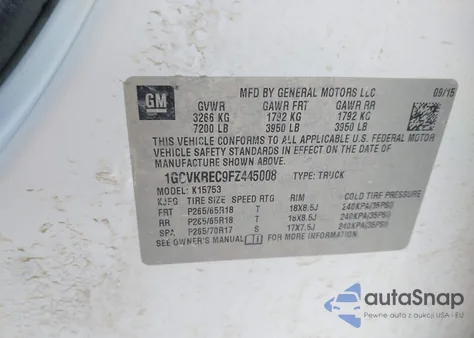 GM
MFD BY GENERAL MOTORS LLC 09/15
GVWR GAWR FRT GAWR RR
3266 KG 1792 KG 1792 KG
7200 LB 3950 LB 3950 LB
THIS VEHICLE CONFORMS TO ALL APPLICABLE U.S. FEDERAL MOTOR
VEHICLE SAFETY AND THEFT PREVENTION STANDARDS IN EFFECT
ON THE DATE OF MANUFACTURE SHOWN ABOVE.
1GCVKREC9FZ445008 TYPE: TRUCK
MODEL: K15753
TIRE SIZE SPEED RTG RIM COLD TIRE PRESSURE
FRT P265/65R18 T 18X8.5J 240KPA(35PSI)
RR P265/65R18 T 18X8.5J 240KPA(35PSI)
SPA P265/70R17 S 17X7.5J 240KPA(35PSI)
SEE OWNER'S MANUAL FOR MORE INFORMATION.
autoSnap
Pewne auta z aukcji USA i EU